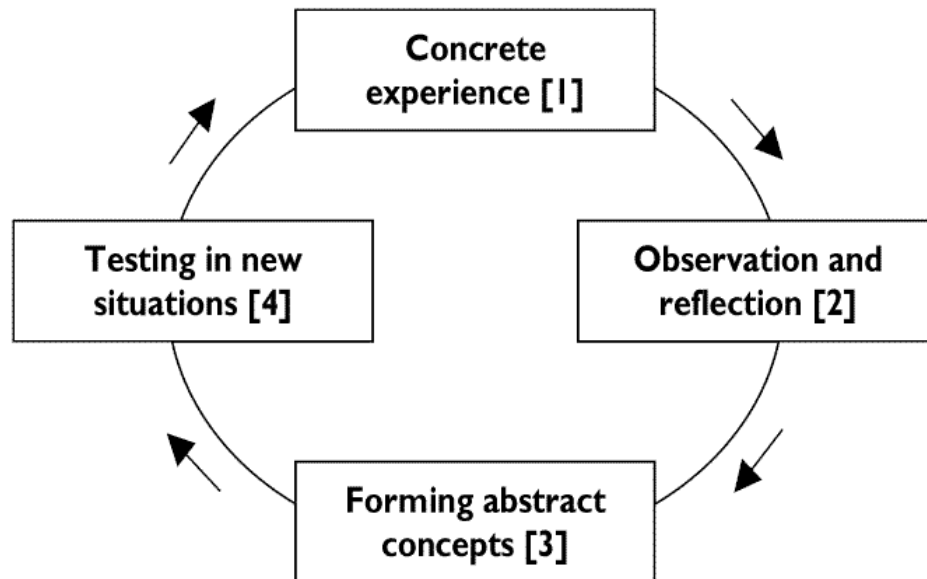 Concrete
experience [1]
Observation and
reflection [2]
Forming abstract
concepts [3]
Testing in new
situations [4]